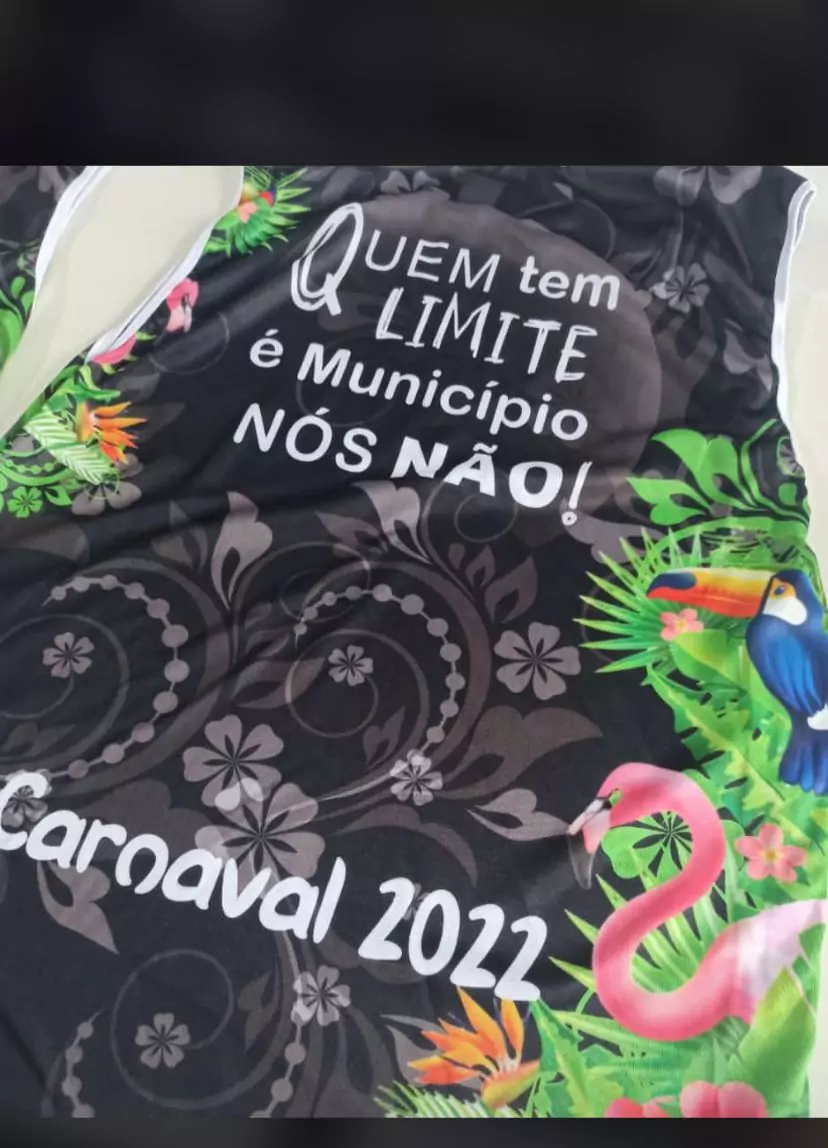 QUEM tem
LIMITE
é Município
NÓS NÃO!
Carnaval 2022